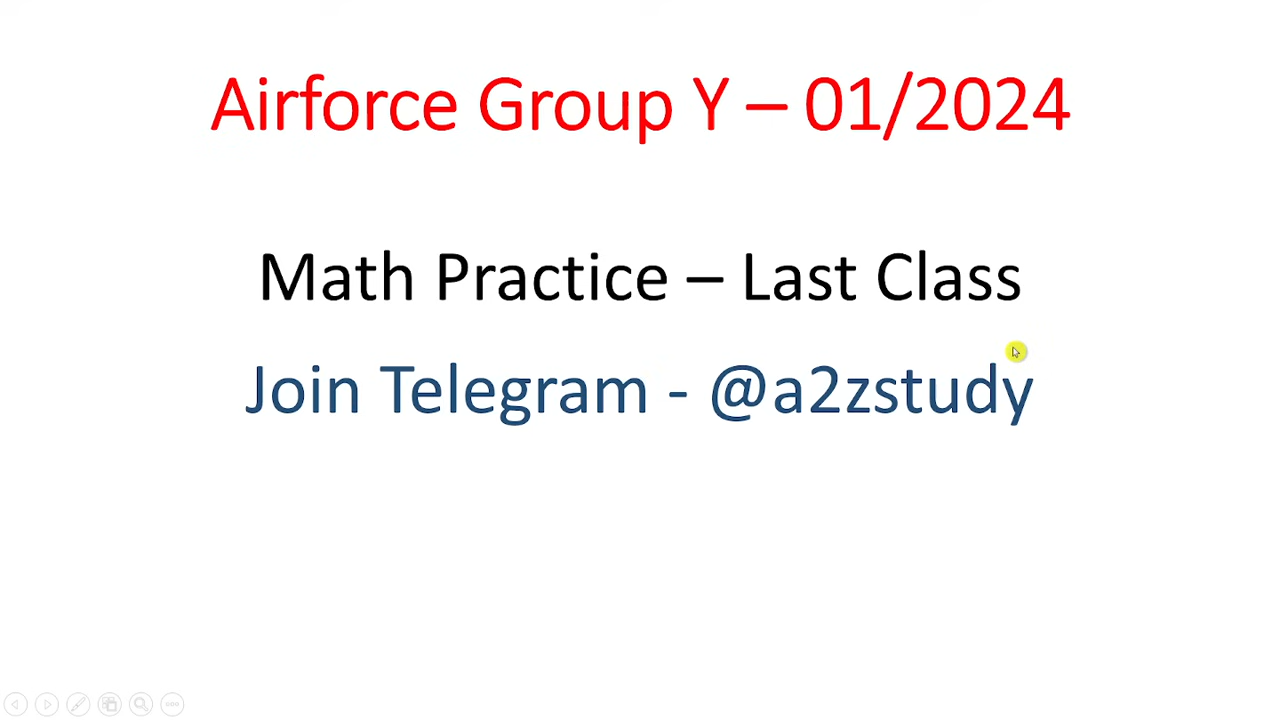 Airforce Group Y – 01/2024
Math Practice – Last Class
Join Telegram - @a2zstudy